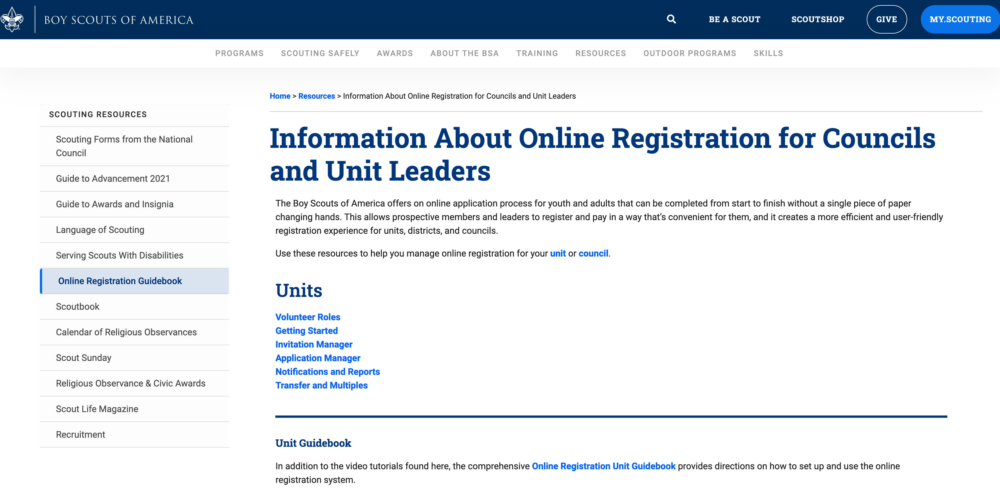 BOY SCOUTS OF AMERICA
BE A SCOUT
SCOUTSHOP
GIVE
MY.SCOUTING
PROGRAMS
SCOUTING SAFELY
AWARDS
ABOUT THE BSA
TRAINING
RESOURCES
OUTDOOR PROGRAMS
SKILLS
SCOUTING RESOURCES
Scouting Forms from the National
Council
Guide to Advancement 2021
Guide to Awards and Insignia
Language of Scouting
Serving Scouts With Disabilities
Online Registration Guidebook
Scoutbook
Calendar of Religious Observances
Scout Sunday
Religious Observance & Civic Awards
Scout Life Magazine
Recruitment
Home > Resources > Information About Online Registration for Councils and Unit Leaders
Information About Online Registration for Councils
and Unit Leaders
The Boy Scouts of America offers on online application process for youth and adults that can be completed from start to finish without a single piece of paper
changing hands. This allows prospective members and leaders to register and pay in a way that’s convenient for them, and it creates a more efficient and user-friendly
registration experience for units, districts, and councils.
Use these resources to help you manage online registration for your unit or council.
Units
Volunteer Roles
Getting Started
Invitation Manager
Application Manager
Notifications and Reports
Transfer and Multiples
Unit Guidebook
In addition to the video tutorials found here, the comprehensive Online Registration Unit Guidebook provides directions on how to set up and use the online
registration system.